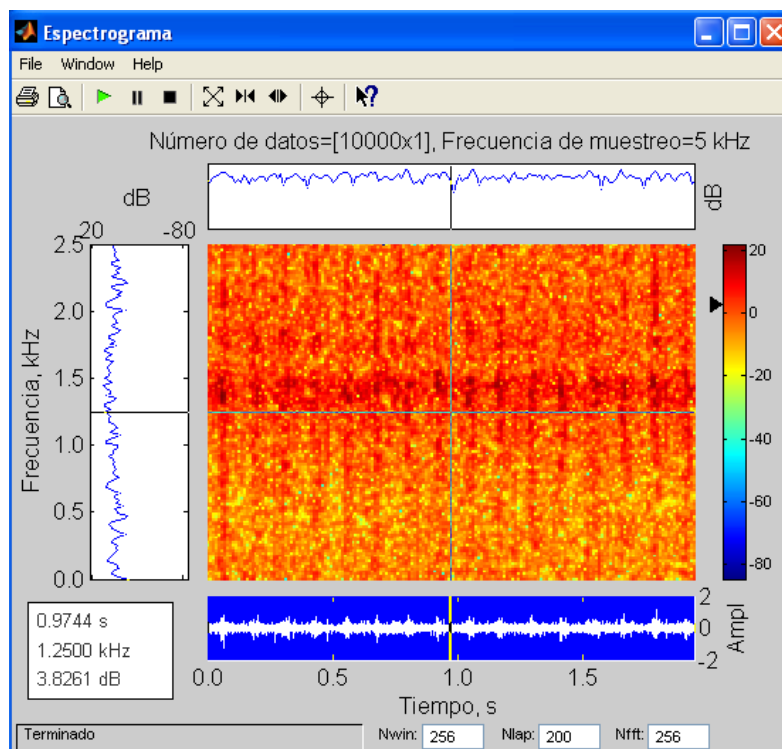 Espectrograma
File Window Help
Número de datos=[10000x1], Frecuencia de muestreo=5 kHz
dB
dB
20 -80
2.5
2.0
1.5
1.0
0.5
0.0
Frecuencia, kHz
20
0
-20
-40
-60
-80
0.9744 s
1.2500 kHz
3.8261 dB
2
0
-2
Ampl
0.0 0.5 1.0 1.5
Tiempo, s
Terminado Nwin: 256 Nlap: 200 Nfft: 256